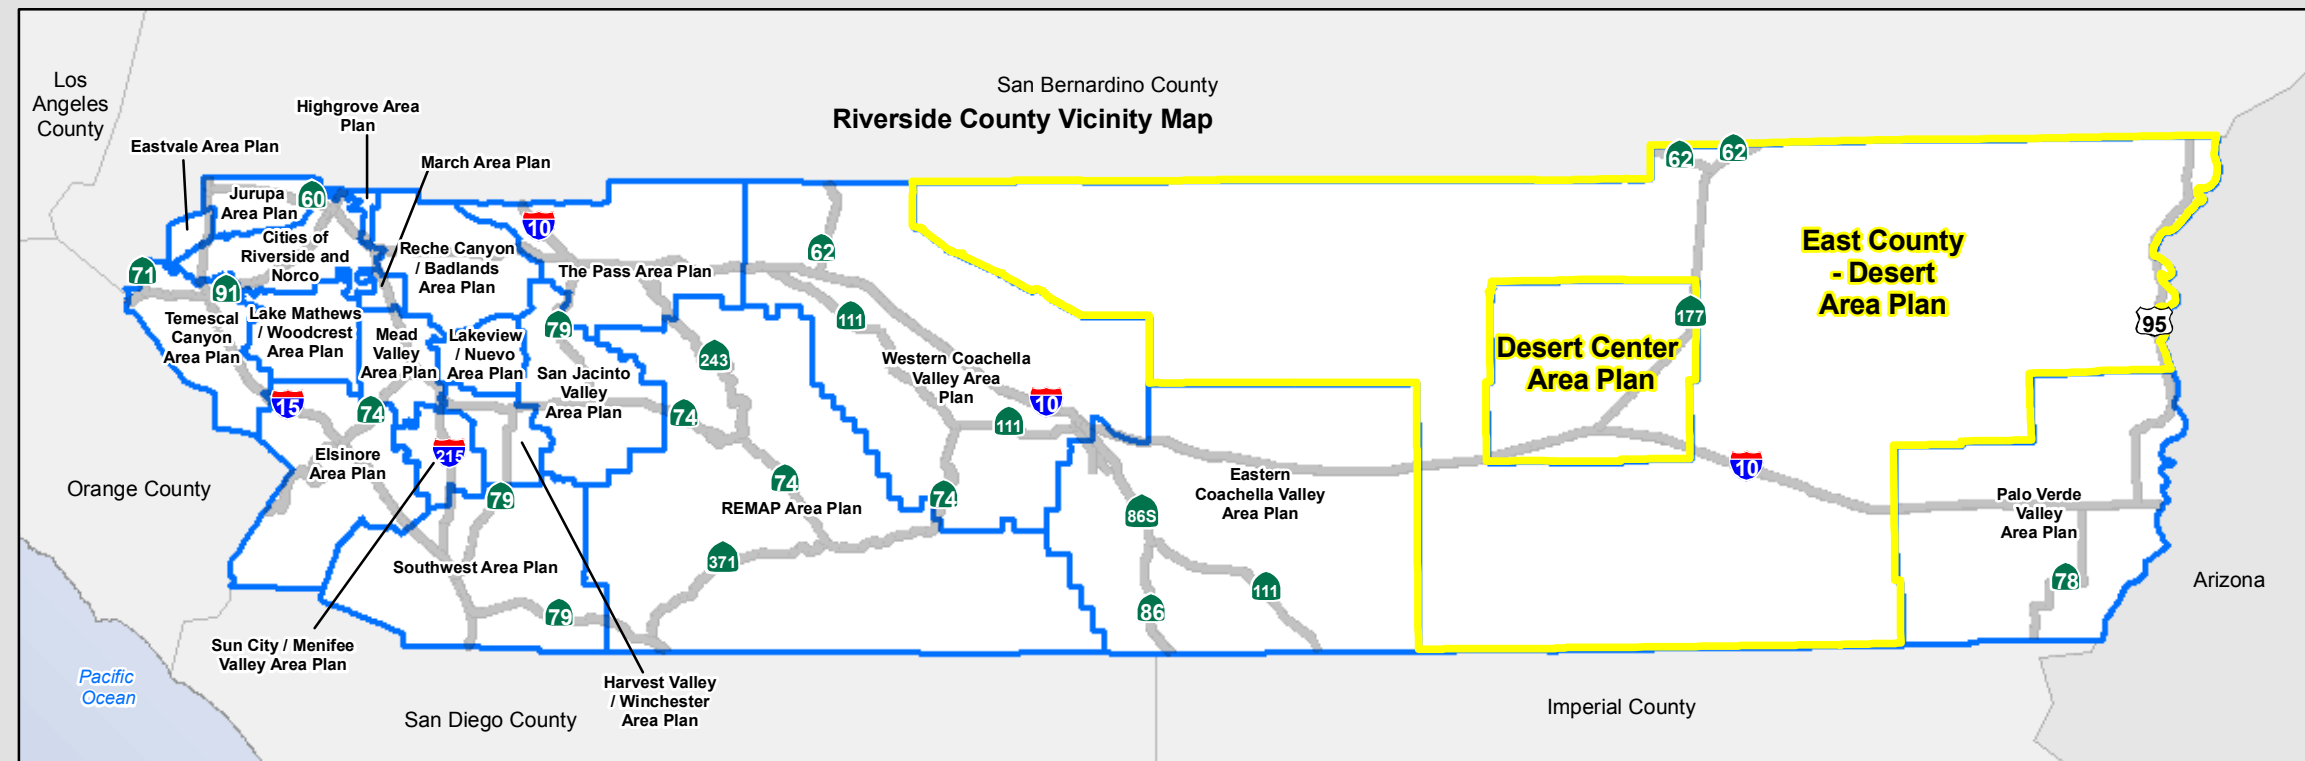 San Bernardino County
Riverside County Vicinity Map
Los
Angeles
County
Highgrove Area
Plan
Eastvale Area Plan
March Area Plan
Jurupa
Area Plan
60
Cities of
Riverside and
Norco
Reche Canyon
/ Badlands
Area Plan
10
The Pass Area Plan
62
62
62
East County
- Desert
Area Plan
71
91
Temescal
Canyon
Area Plan
Lake Mathews
/ Woodcrest
Area Plan
Mead
Valley
Area Plan
Lakeview
/ Nuevo
Area Plan
79
San Jacinto
Valley
Area Plan
243
111
Western Coachella
Valley Area
Plan
10
111
177
Desert Center
Area Plan
95
15
74
74
215
Elsinore
Area Plan
79
74
REMAP Area Plan
74
Eastern
Coachella Valley
Area Plan
86S
10
Palo Verde
Valley
Area Plan
Orange County
Southwest Area Plan
371
79
86
111
78
Arizona
Sun City / Menifee
Valley Area Plan
Harvest Valley
/ Winchester
Area Plan
Pacific
Ocean
San Diego County
Imperial County